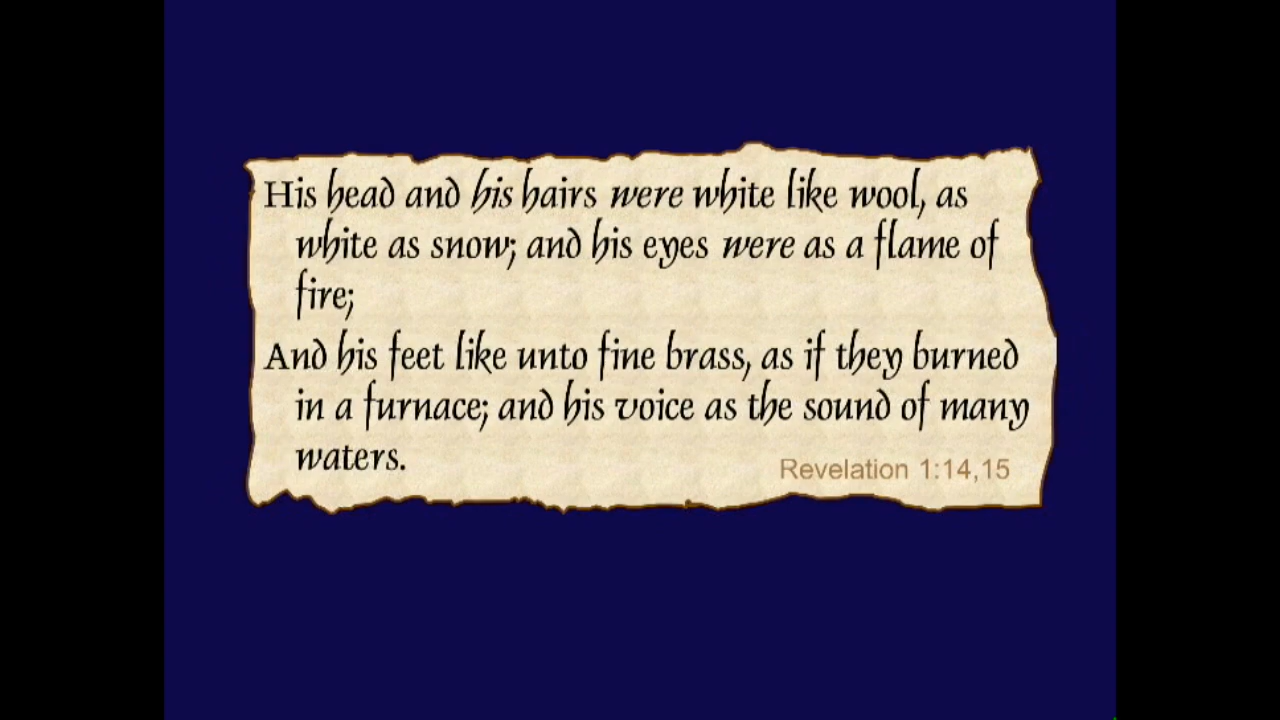 His head and his hairs were white like wool, as
white as snow; and his eyes were as a flame of
fire;
And his feet like unto fine brass, as if they burned
in a furnace; and his voice as the sound of many
waters.
Revelation 1:14,15